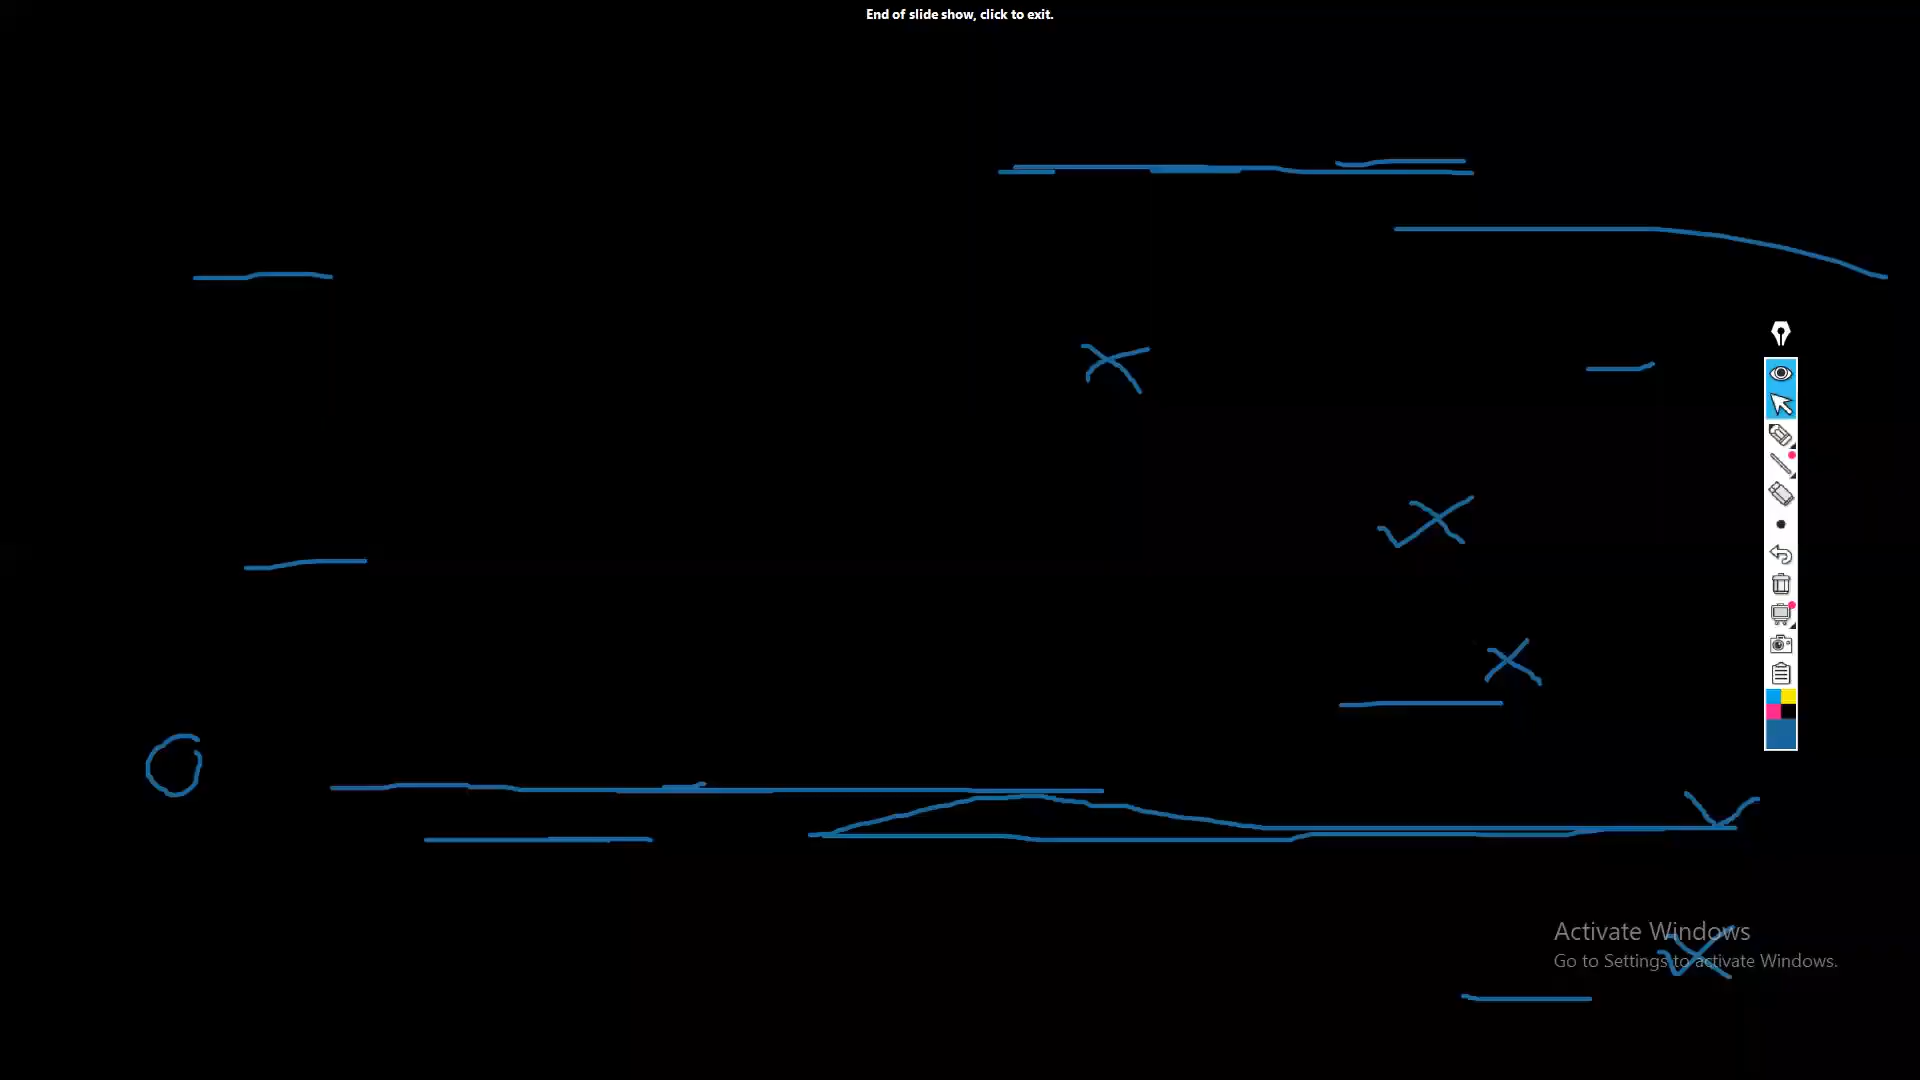 End of slide show, click to exit.
Activate Windows
Go to Settings to activate Windows.